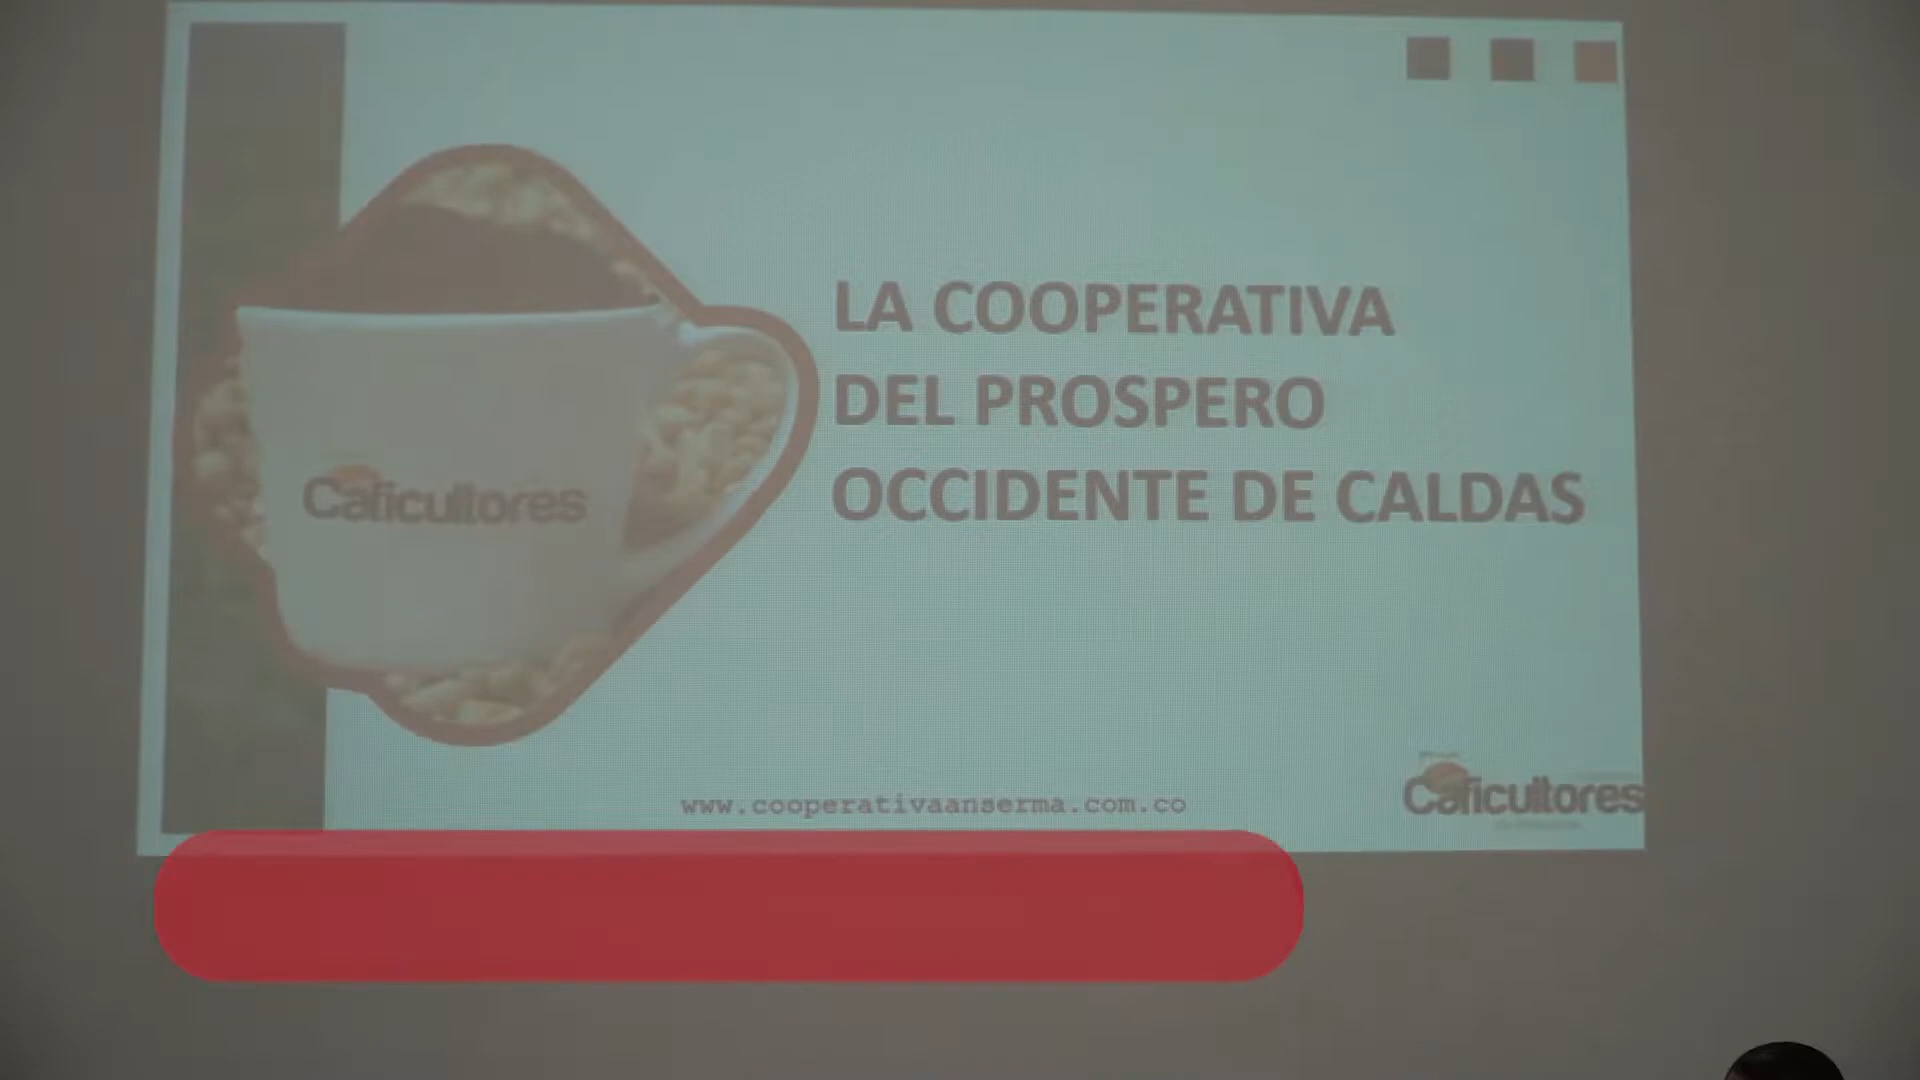 LA COOPERATIVA
DEL PROSPERO
OCCIDENTE DE CALDAS
Caficultores
www.cooperativaanserma.com.co
Caficultores